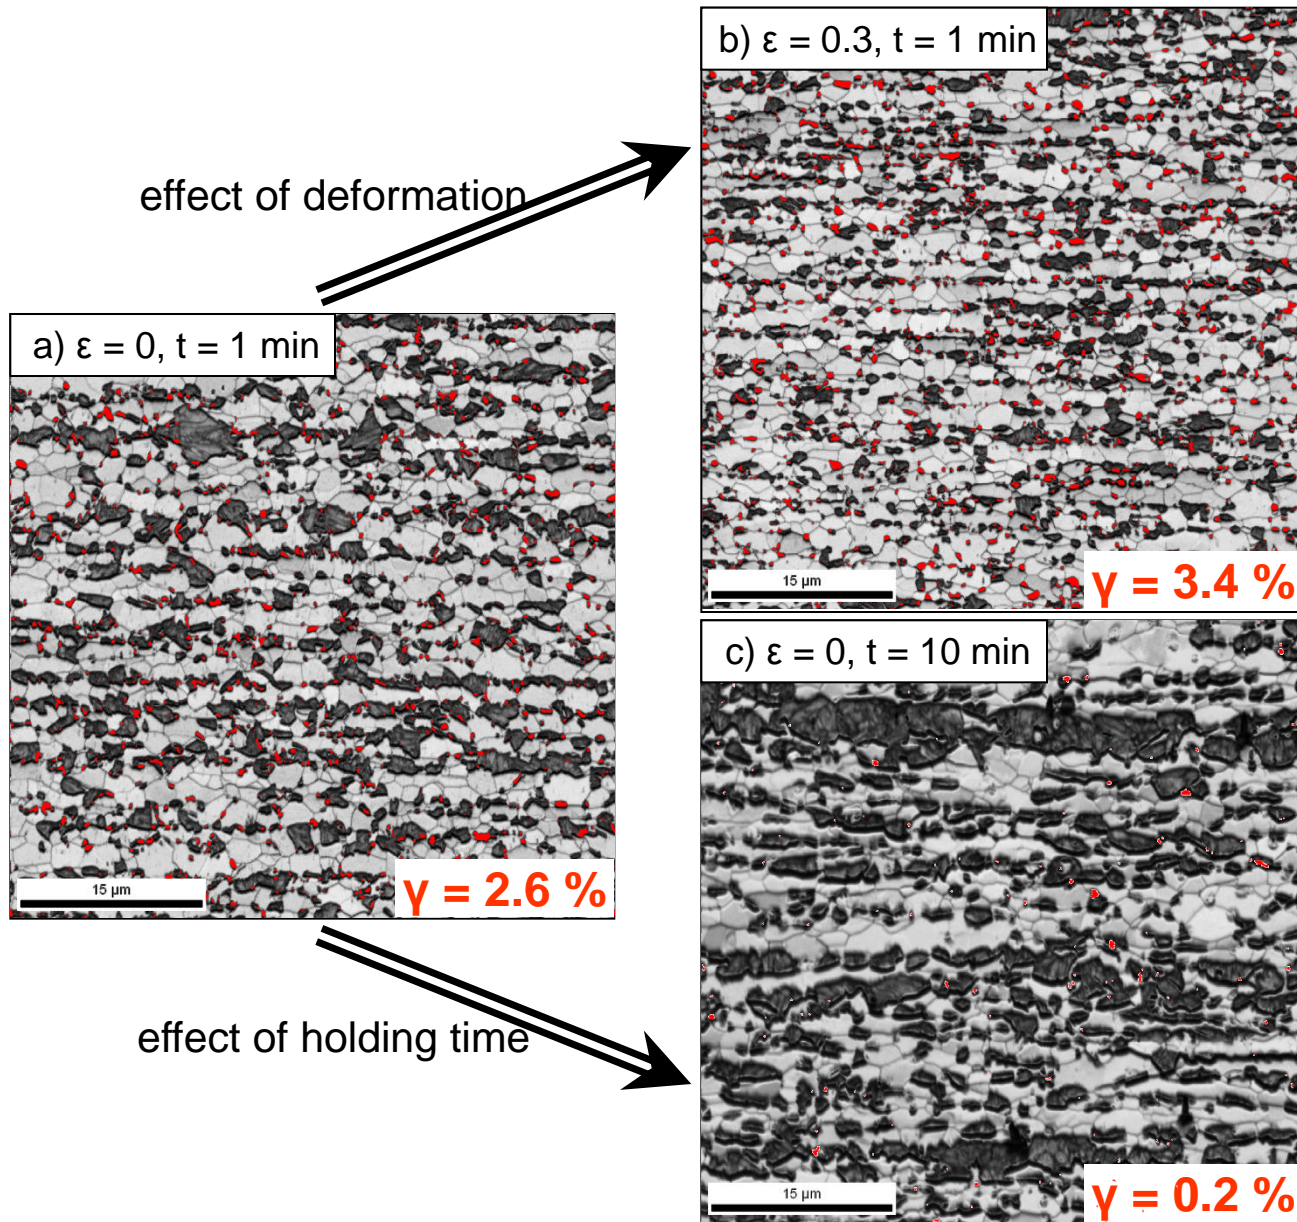 b) ε = 0.3, t = 1 min
effect of deformation
a) ε = 0, t = 1 min
15 µm
γ = 3.4 %
c) ε = 0, t = 10 min
15 µm
γ = 2.6 %
effect of holding time
15 µm
γ = 0.2 %